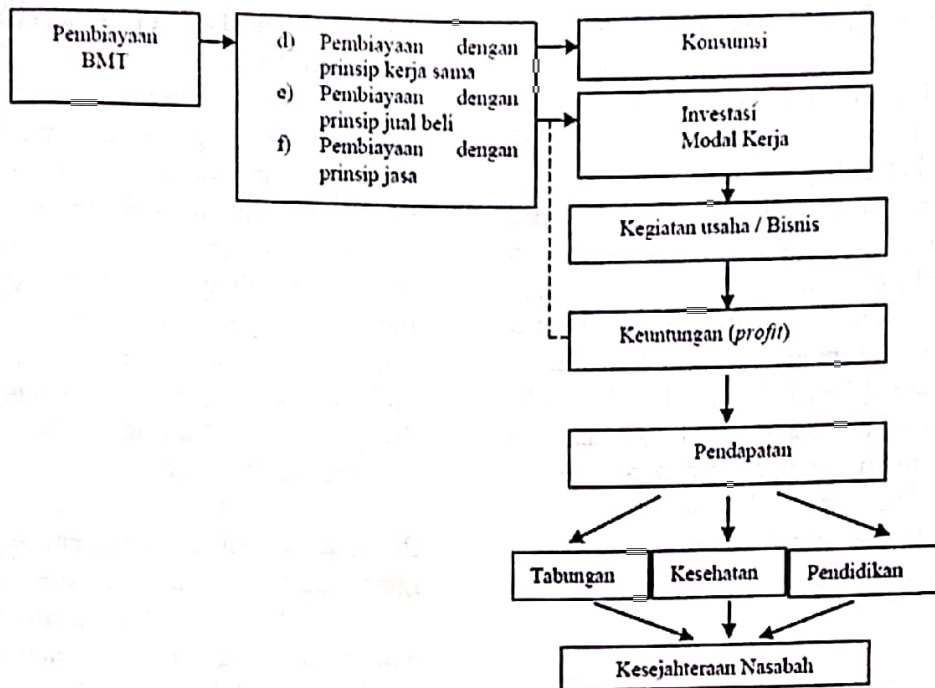 Pembiayaan
BMT
d) Pembiayaan dengan
prinsip kerja sama
e) Pembiayaan dengan
prinsip jual beli
f) Pembiayaan dengan
prinsip jasa
Konsumsi
Investasi
Modal Kerja
Kegiatan usaha / Bisnis
Keuntungan (profit)
Pendapatan
Tabungan
Kesehatan
Pendidikan
Kesejahteraan Nasabah